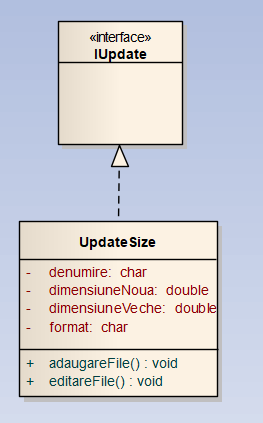 «interface»
IUpdate
UpdateSize
- denumire: char
- dimensiuneNoua: double
- dimensiuneVeche: double
- format: char
+ adaugareFile() : void
+ editareFile() : void